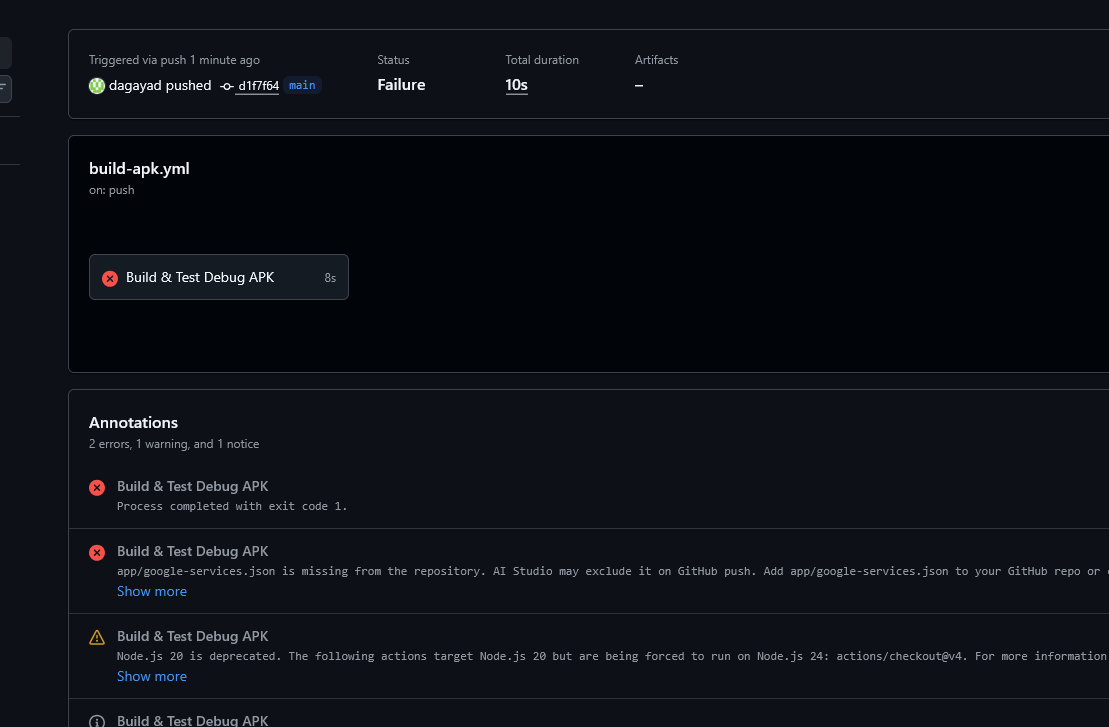 Triggered via push 1 minute ago
Status
Total duration
Artifacts
dagayad pushed d1f7f64 main
Failure
10s
–
build-apk.yml
on: push
Build & Test Debug APK 8s
Annotations
2 errors, 1 warning, and 1 notice
Build & Test Debug APK
Process completed with exit code 1.
Build & Test Debug APK
app/google-services.json is missing from the repository. AI Studio may exclude it on GitHub push. Add app/google-services.json to your GitHub repo or
Show more
Build & Test Debug APK
Node.js 20 is deprecated. The following actions target Node.js 20 but are being forced to run on Node.js 24: actions/checkout@v4. For more information
Show more
Build & Test Debug APK